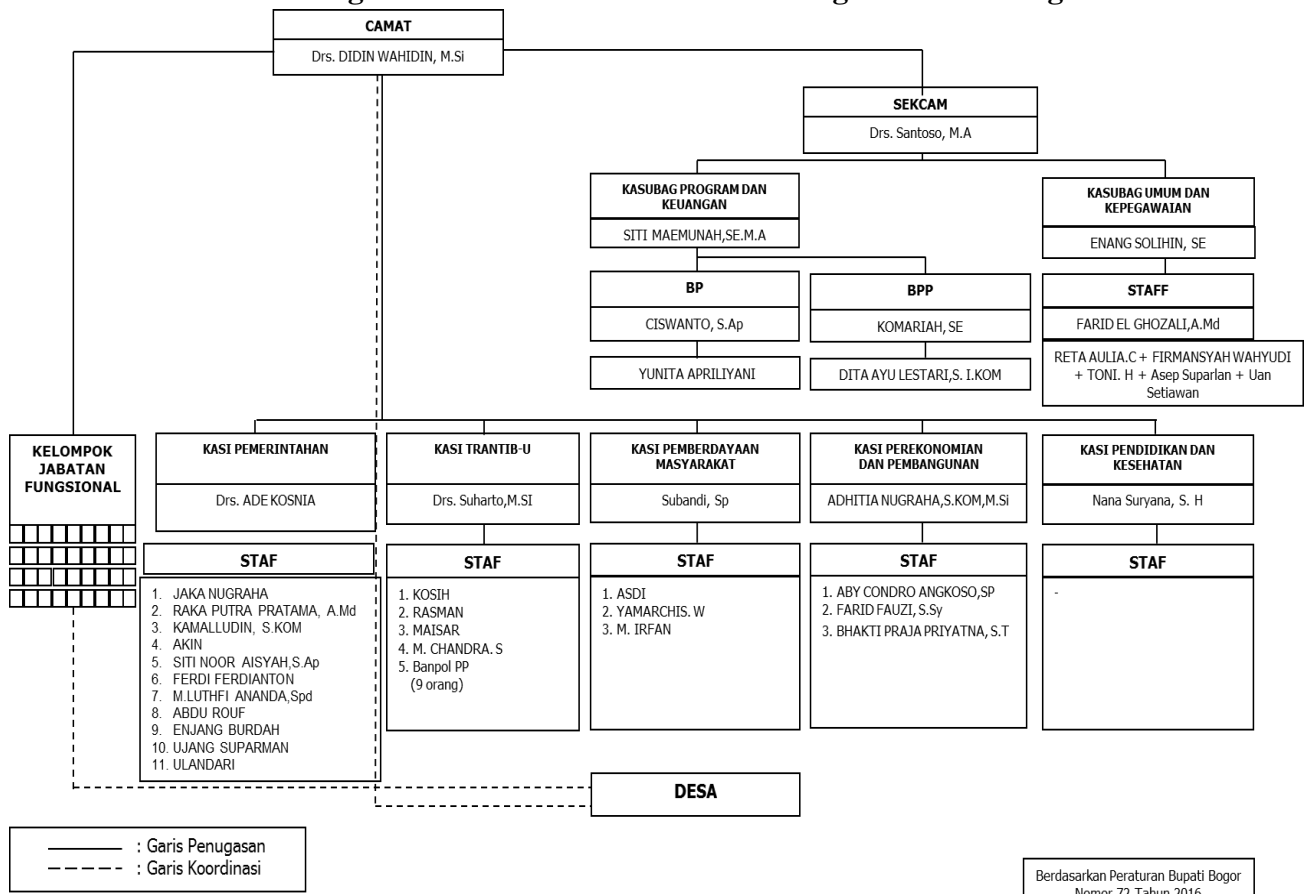 CAMAT
Drs. DIDIN WAHIDIN, M.Si
SEKCAM
Drs. Santoso, M.A
KASUBAG PROGRAM DAN
KEUANGAN
SITI MAEMUNAH,SE.M.A
KASUBAG UMUM DAN
KEPEGAWAIAN
ENANG SOLIHIN, SE
BP
CISWANTO, S.Ap
YUNITA APRILIYANI
BPP
KOMARIAH, SE
DITA AYU LESTARI,S. I.KOM
STAFF
FARID EL GHOZALI,A.Md
RETA AULIA.C + FIRMANSYAH WAHYUDI
+ TONI. H + Asep Suparlan + Uan
Setiawan
KELOMPOK
JABATAN
FUNGSIONAL
KASI PEMERINTAHAN
Drs. ADE KOSNIA
STAF
1. JAKA NUGRAHA
2. RAKA PUTRA PRATAMA, A.Md
3. KAMALLUDIN, S.KOM
4. AKIN
5. SITI NOOR AISYAH,S.Ap
6. FERDI FERDIANTON
7. M.LUTHFI ANANDA,Spd
8. ABDU ROUF
9. ENJANG BURDAH
10. UJANG SUPARMAN
11. ULANDARI
KASI TRANTIB-U
Drs. Suharto,M.SI
STAF
1. KOSIH
2. RASMAN
3. MAISAR
4. M. CHANDRA. S
5. Banpol PP
(9 orang)
KASI PEMBERDAYAAN
MASYARAKAT
Subandi, Sp
STAF
1. ASDI
2. YAMARCHIS. W
3. M. IRFAN
KASI PEREKONOMIAN
DAN PEMBANGUNAN
ADHITIA NUGRAHA,S.KOM,M.Si
STAF
1. ABY CONDRO ANGKOSO,SP
2. FARID FAUZI, S.Sy
3. BHAKTI PRAJA PRIYATNA, S.T
KASI PENDIDIKAN DAN
KESEHATAN
Nana Suryana, S. H
STAF
-
DESA
: Garis Penugasan
: Garis Koordinasi
Berdasarkan Peraturan Bupati Bogor
Nomor 72 Tahun 2016